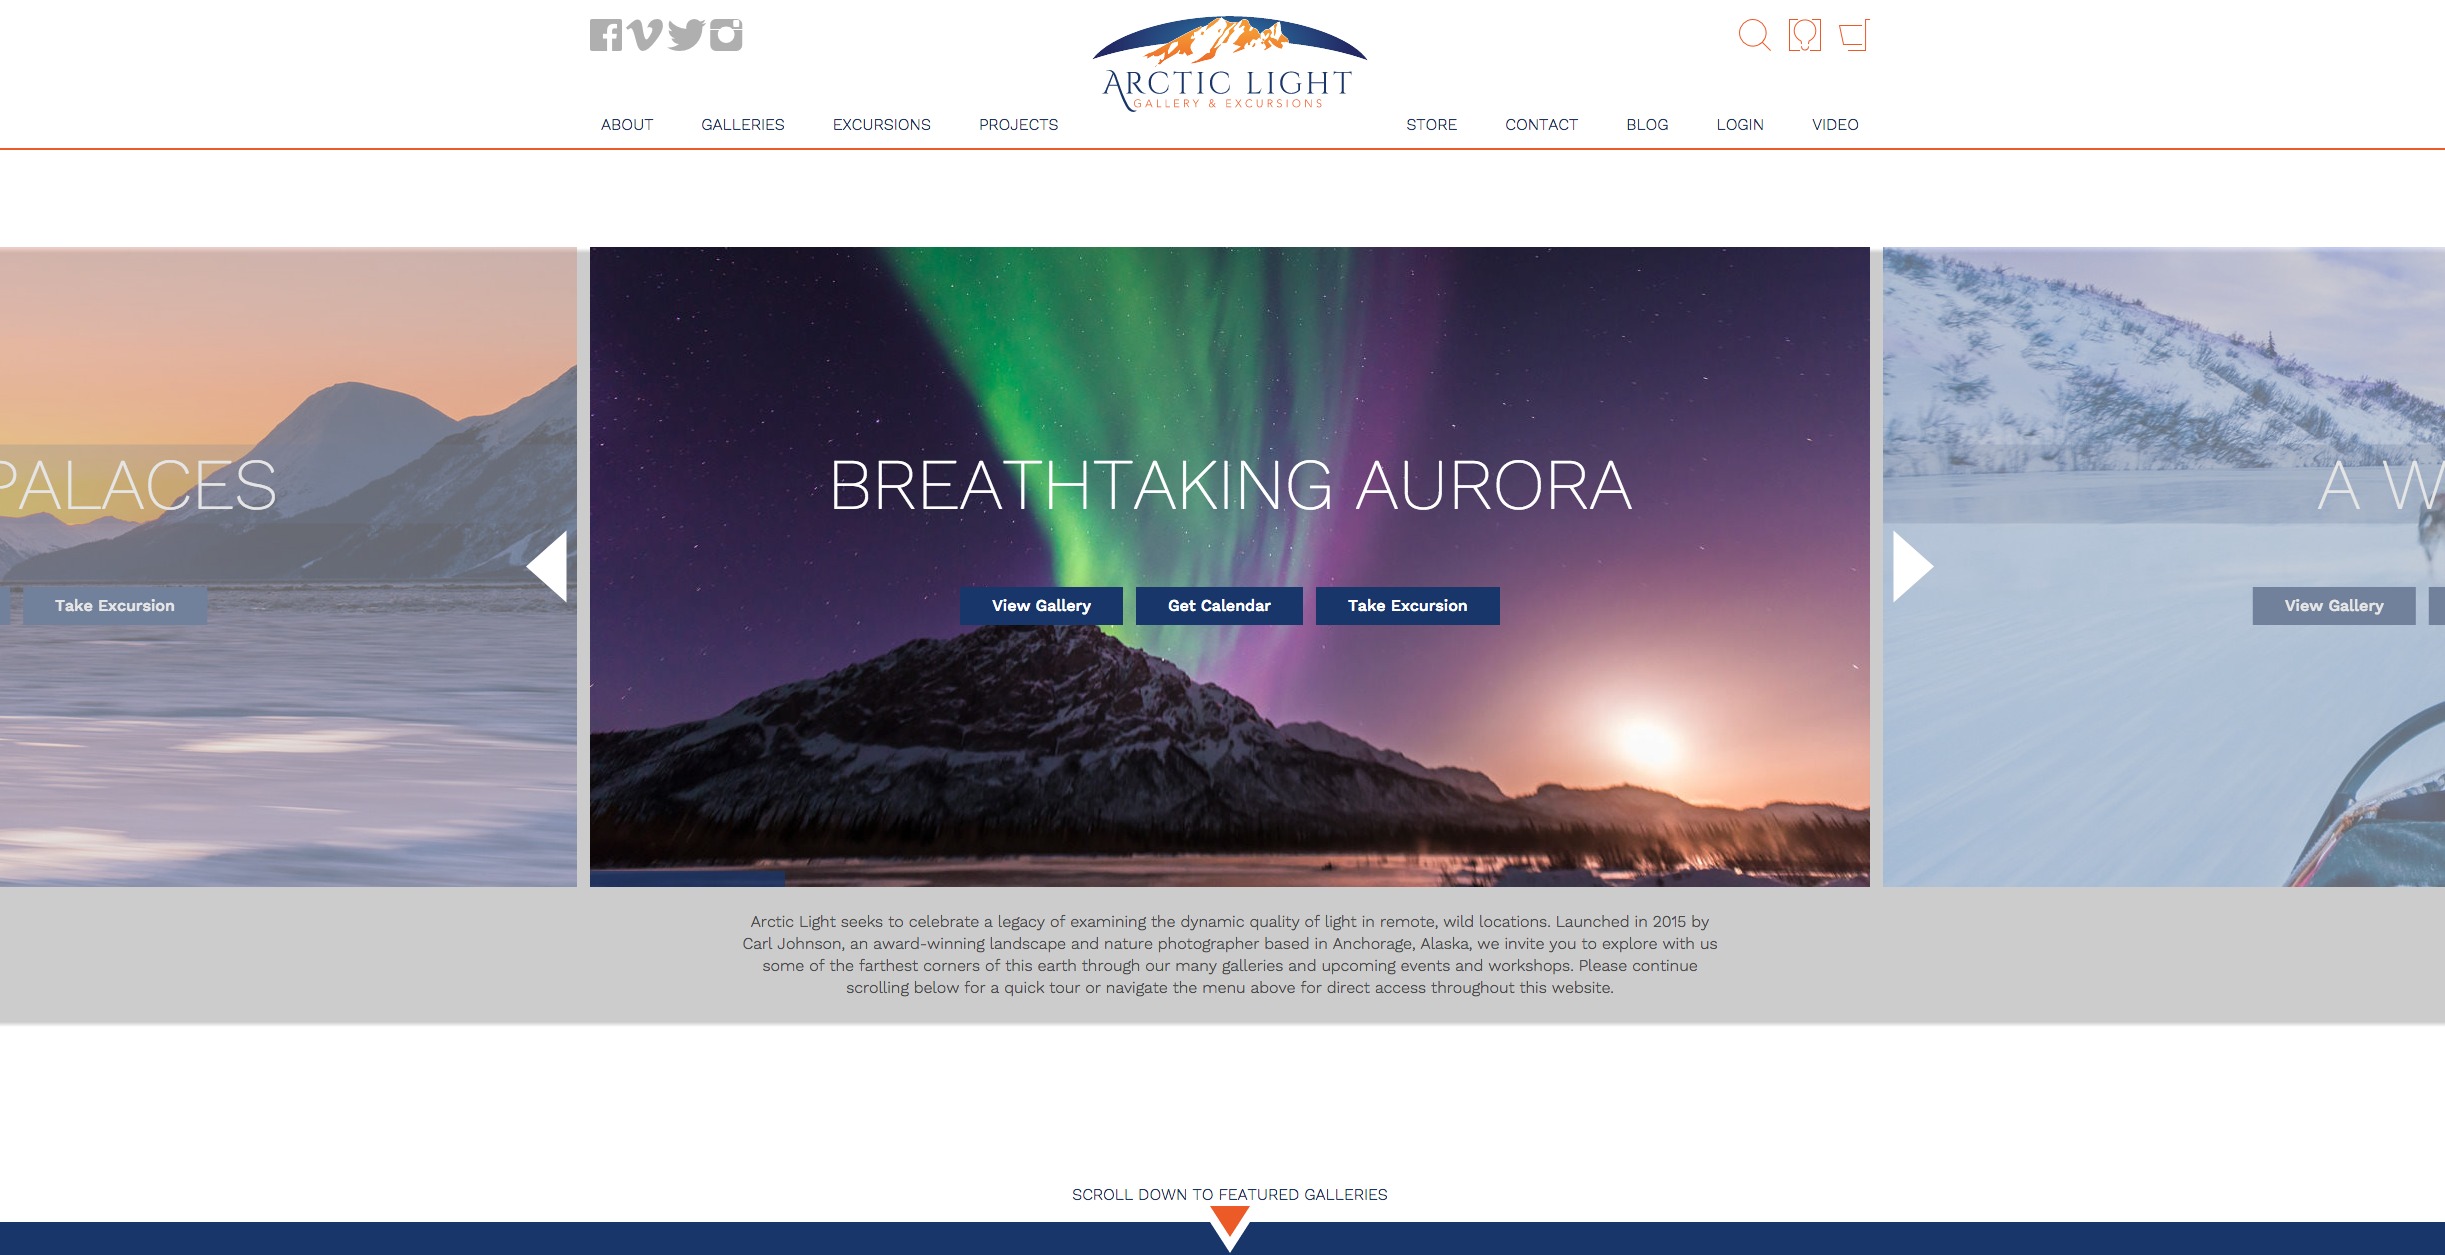 ARCTIC LIGHT
GALLERY & EXCURSIONS
ABOUT GALLERIES EXCURSIONS PROJECTS STORE CONTACT BLOG LOGIN VIDEO
PALACES
Take Excursion
BREATHTAKING AURORA
View Gallery Get Calendar Take Excursion
A W
View Gallery
Arctic Light seeks to celebrate a legacy of examining the dynamic quality of light in remote, wild locations. Launched in 2015 by
Carl Johnson, an award-winning landscape and nature photographer based in Anchorage, Alaska, we invite you to explore with us
some of the farthest corners of this earth through our many galleries and upcoming events and workshops. Please continue
scrolling below for a quick tour or navigate the menu above for direct access throughout this website.
SCROLL DOWN TO FEATURED GALLERIES